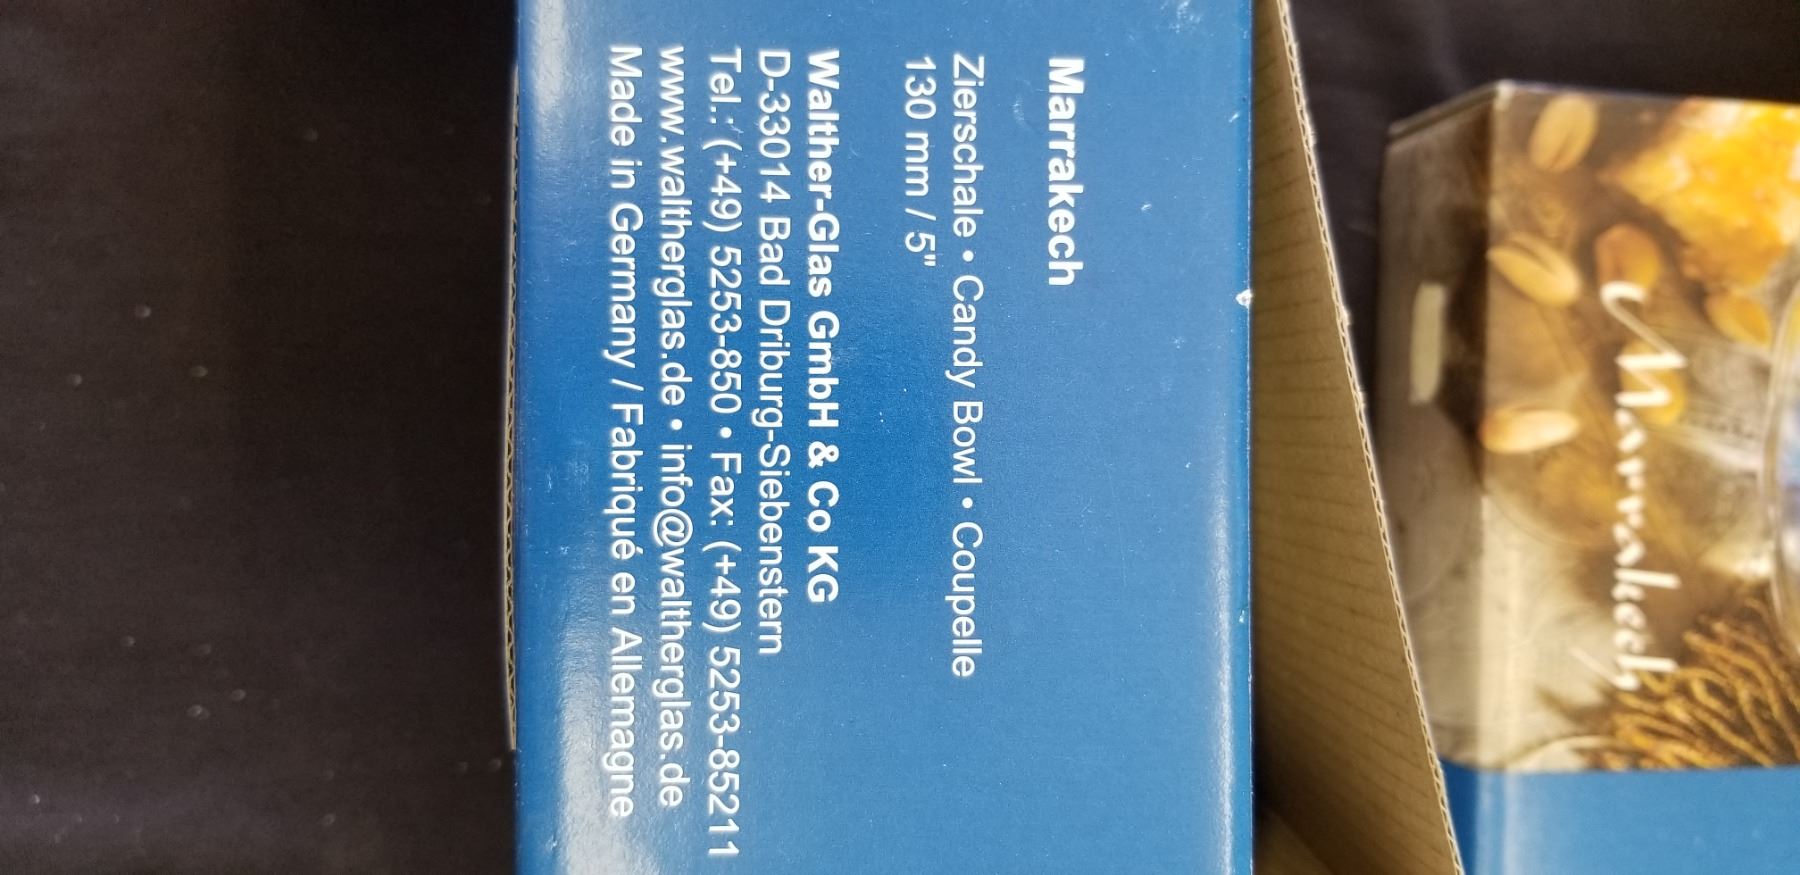 Marrakech
Zierschale • Candy Bowl • Coupelle
130 mm / 5"
Walther-Glas GmbH & Co KG
D-33014 Bad Driburg-Siebenstern
Tel.: (+49) 5253-850 • Fax: (+49) 5253-85211
www.waltherglas.de • info@waltherglas.de
Made in Germany / Fabriqué en Allemagne
Marrakech